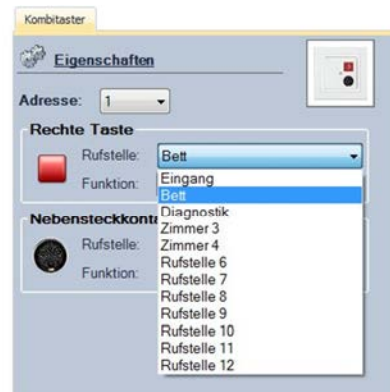 Kombitaster
Eigenschaften
Adresse: 1
Rechte Taste
Rufstelle: Bett
Funktion:
Eingang
Bett
Diagnostik
Zimmer 3
Zimmer 4
Rufstelle 6
Rufstelle 7
Rufstelle 8
Rufstelle 9
Rufstelle 10
Rufstelle 11
Rufstelle 12
Nebensteckkonta
Rufstelle:
Funktion: